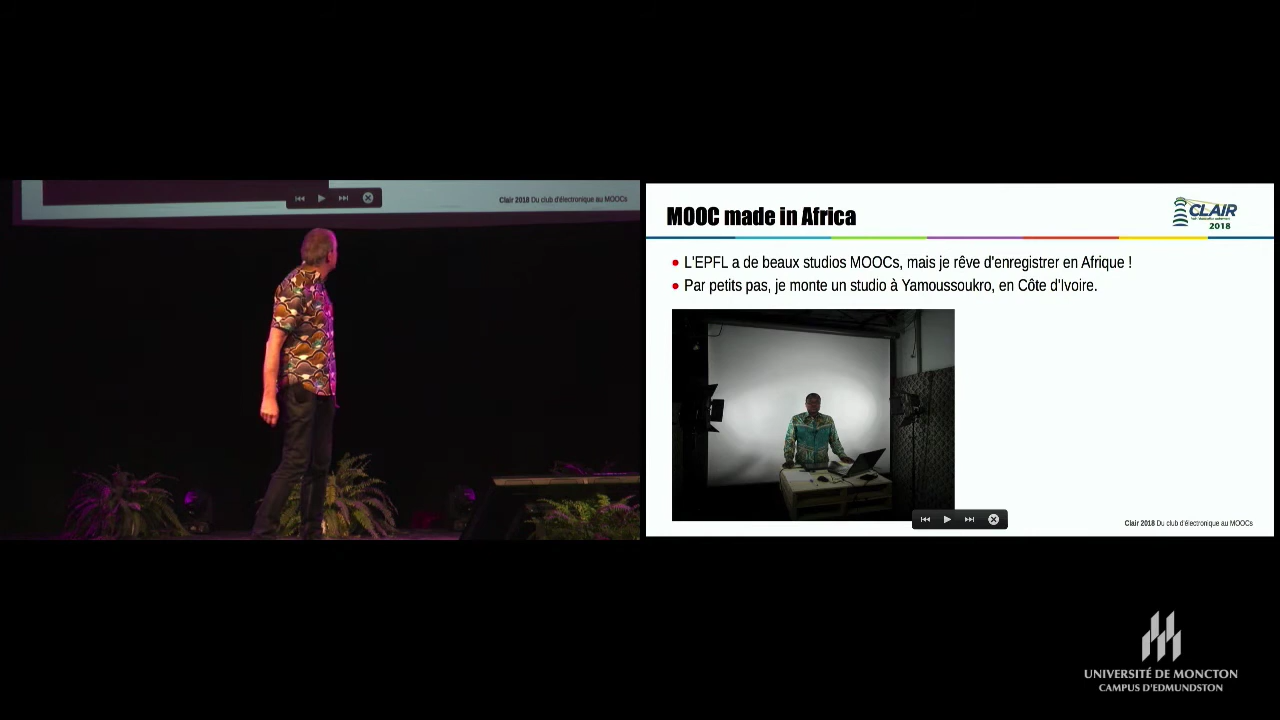 Clair 2018 Du club d'électronique au MOOCs
MOOC made in Africa
CLAIR
2018
L'EPFL a de beaux studios MOOCs, mais je rêve d'enregistrer en Afrique !
Par petits pas, je monte un studio à Yamoussoukro, en Côte d'Ivoire.
Clair 2018 Du club d'électronique au MOOCs
UNIVERSITÉ DE MONCTON
CAMPUS D'EDMUNDSTON